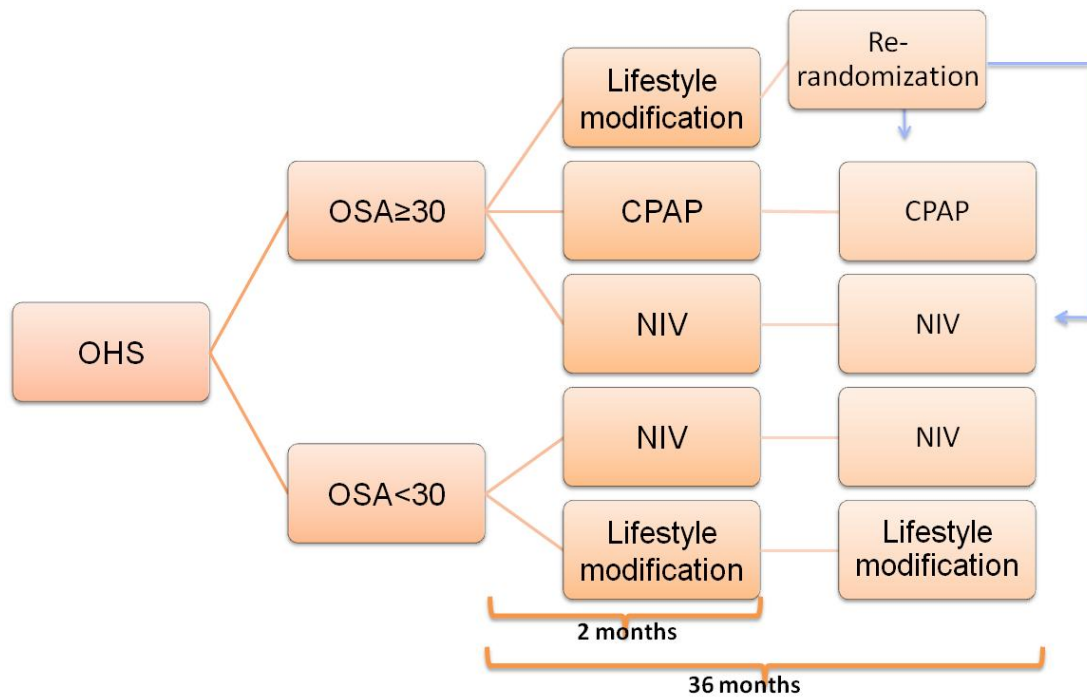 Re-
randomization
Lifestyle
modification
OSA≥30
CPAP
CPAP
NIV
NIV
OHS
NIV
NIV
OSA<30
Lifestyle
modification
Lifestyle
modification
2 months
36 months